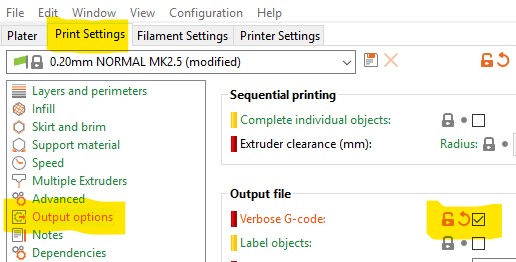 File Edit Window View Configuration Help
Plater Print Settings Filament Settings Printer Settings
0.20mm NORMAL MK2.5 (modified)
Layers and perimeters
Infill
Skirt and brim
Support material
Speed
Multiple Extruders
Advanced
Output options
Notes
Dependencies
Sequential printing
Complete individual objects:
Extruder clearance (mm): Radius:
Output file
Verbose G-code:
Label objects: